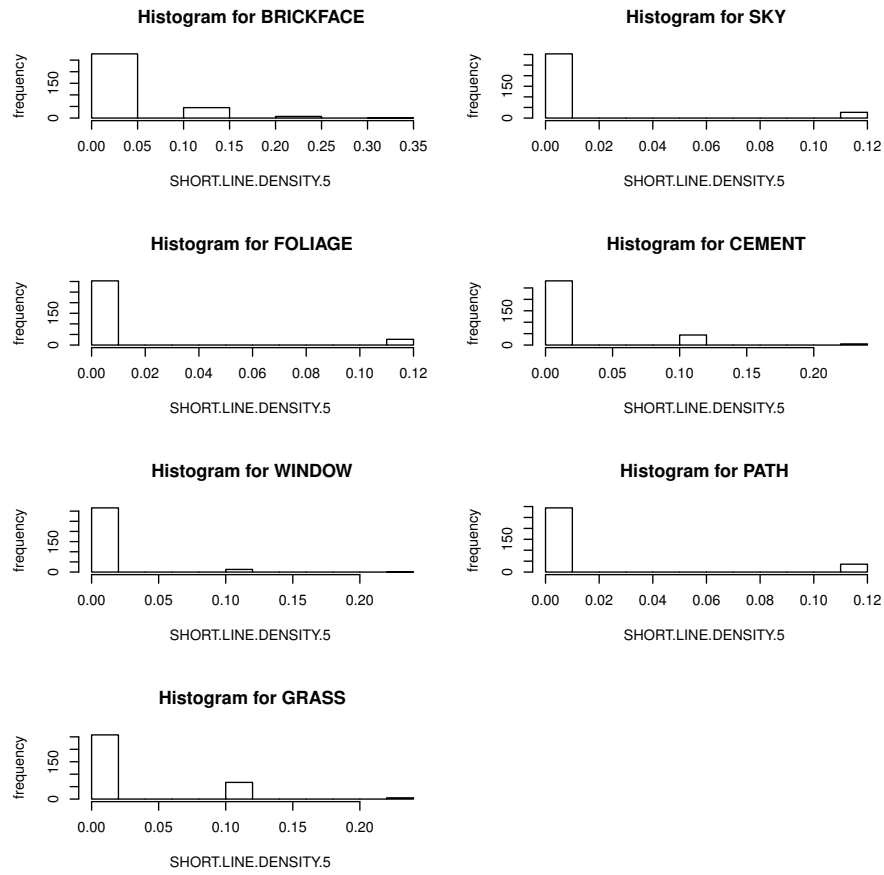 Histogram for BRICKFACE
frequency
150
0
0.00 0.05 0.10 0.15 0.20 0.25 0.30 0.35
SHORT.LINE.DENSITY.5
Histogram for SKY
frequency
150
0
0.00 0.02 0.04 0.06 0.08 0.10 0.12
SHORT.LINE.DENSITY.5
Histogram for FOLIAGE
frequency
150
0
0.00 0.02 0.04 0.06 0.08 0.10 0.12
SHORT.LINE.DENSITY.5
Histogram for CEMENT
frequency
150
0
0.00 0.05 0.10 0.15 0.20
SHORT.LINE.DENSITY.5
Histogram for WINDOW
frequency
150
0
0.00 0.05 0.10 0.15 0.20
SHORT.LINE.DENSITY.5
Histogram for PATH
frequency
150
0
0.00 0.02 0.04 0.06 0.08 0.10 0.12
SHORT.LINE.DENSITY.5
Histogram for GRASS
frequency
150
0
0.00 0.05 0.10 0.15 0.20
SHORT.LINE.DENSITY.5